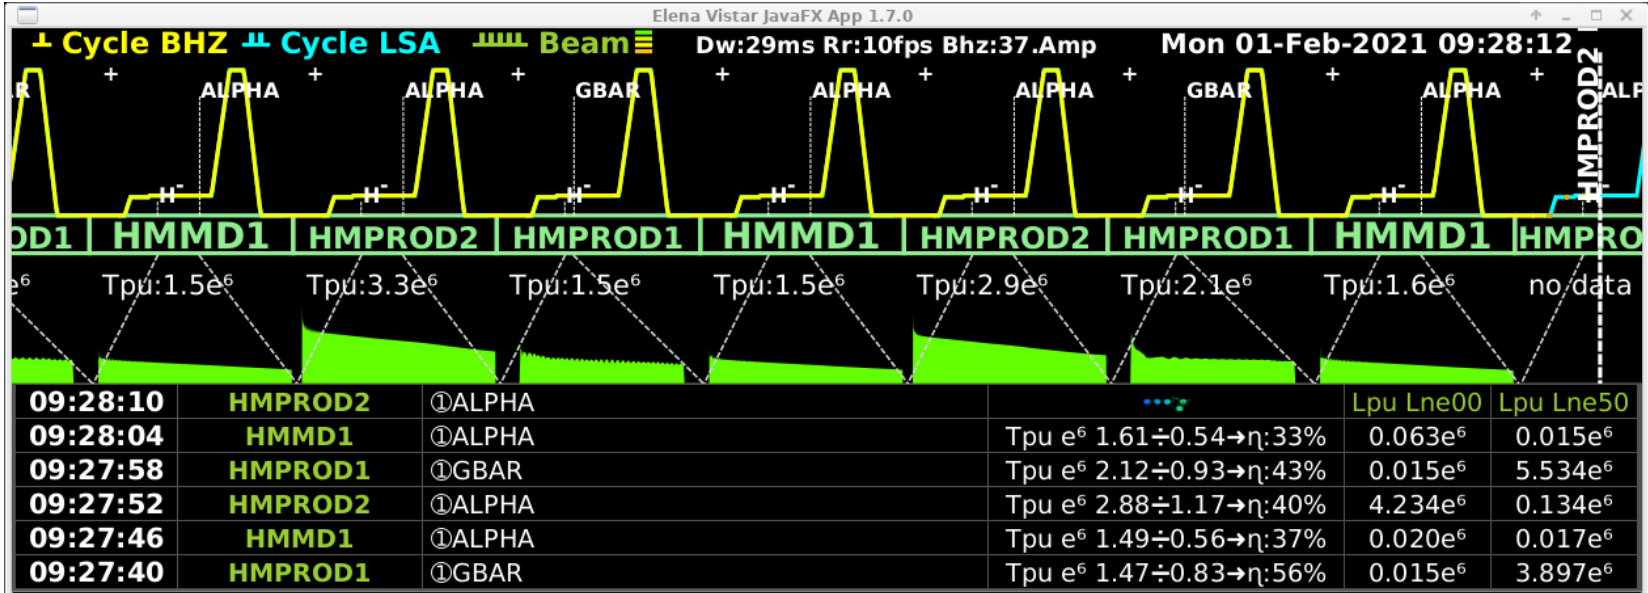 Elena Vistar JavaFX App 1.7.0
Cycle BHZ Cycle LSA Beam Dw:29ms Rr:10fps Bhz:37.Amp Mon 01-Feb-2021 09:28:12
+ + + + + + + +
R ALPHA ALPHA GBAR ALPHA ALPHA GBAR ALPHA HMPROD2 ALP
H- H- H- H- H- H- H-
OD1 HMMD1 HMPROD2 HMPROD1 HMMD1 HMPROD2 HMPROD1 HMMD1 HMPRO
e⁶ Tpu:1.5e⁶ Tpu:3.3e⁶ Tpu:1.5e⁶ Tpu:1.5e⁶ Tpu:2.9e⁶ Tpu:2.1e⁶ Tpu:1.6e⁶ no data
09:28:10 HMPROD2 ①ALPHA Lpu Lne00 Lpu Lne50
09:28:04 HMMD1 ①ALPHA Tpu e⁶ 1.61÷0.54→η:33% 0.063e⁶ 0.015e⁶
09:27:58 HMPROD1 ①GBAR Tpu e⁶ 2.12÷0.93→η:43% 0.015e⁶ 5.534e⁶
09:27:52 HMPROD2 ①ALPHA Tpu e⁶ 2.88÷1.17→η:40% 4.234e⁶ 0.134e⁶
09:27:46 HMMD1 ①ALPHA Tpu e⁶ 1.49÷0.56→η:37% 0.020e⁶ 0.017e⁶
09:27:40 HMPROD1 ①GBAR Tpu e⁶ 1.47÷0.83→η:56% 0.015e⁶ 3.897e⁶